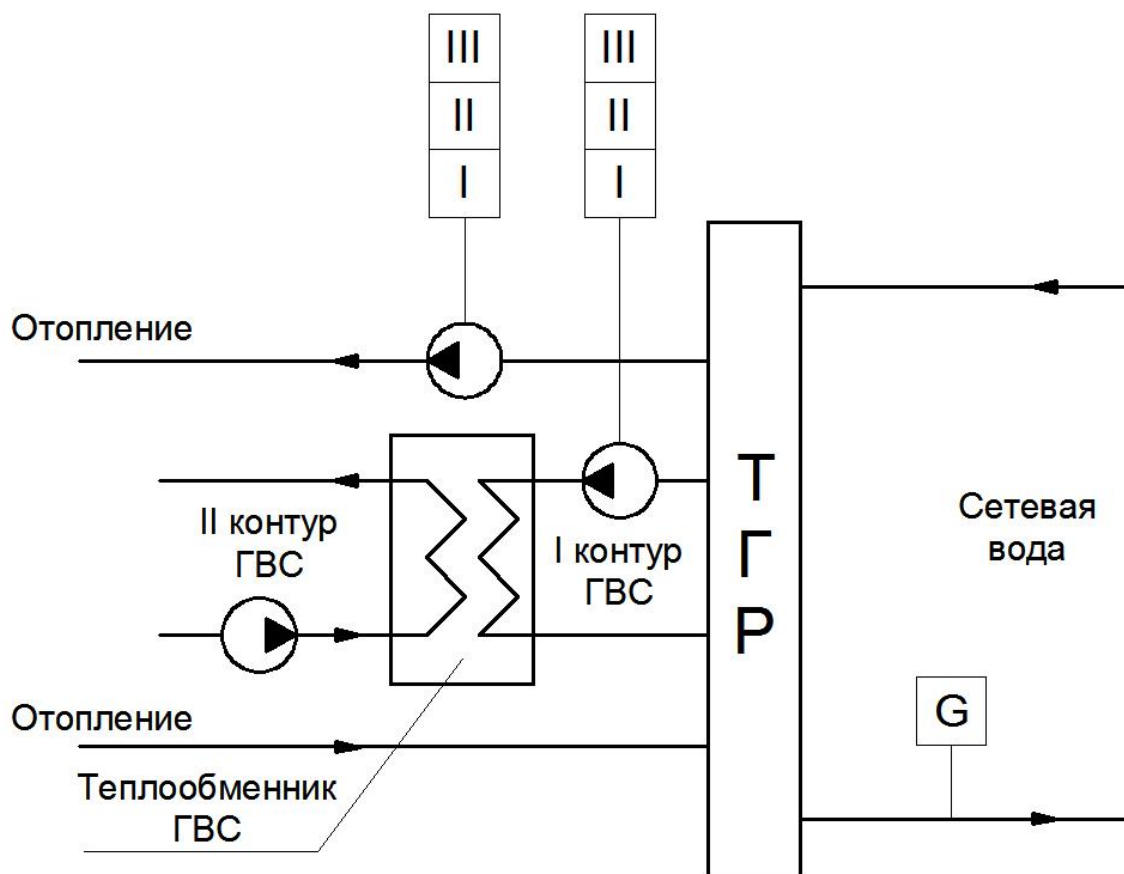 III
II
I
III
II
I
Отопление
II контур
ГВС
I контур
ГВС
Т
Г
Р
Сетевая
вода
G
Отопление
Теплообменник
ГВС